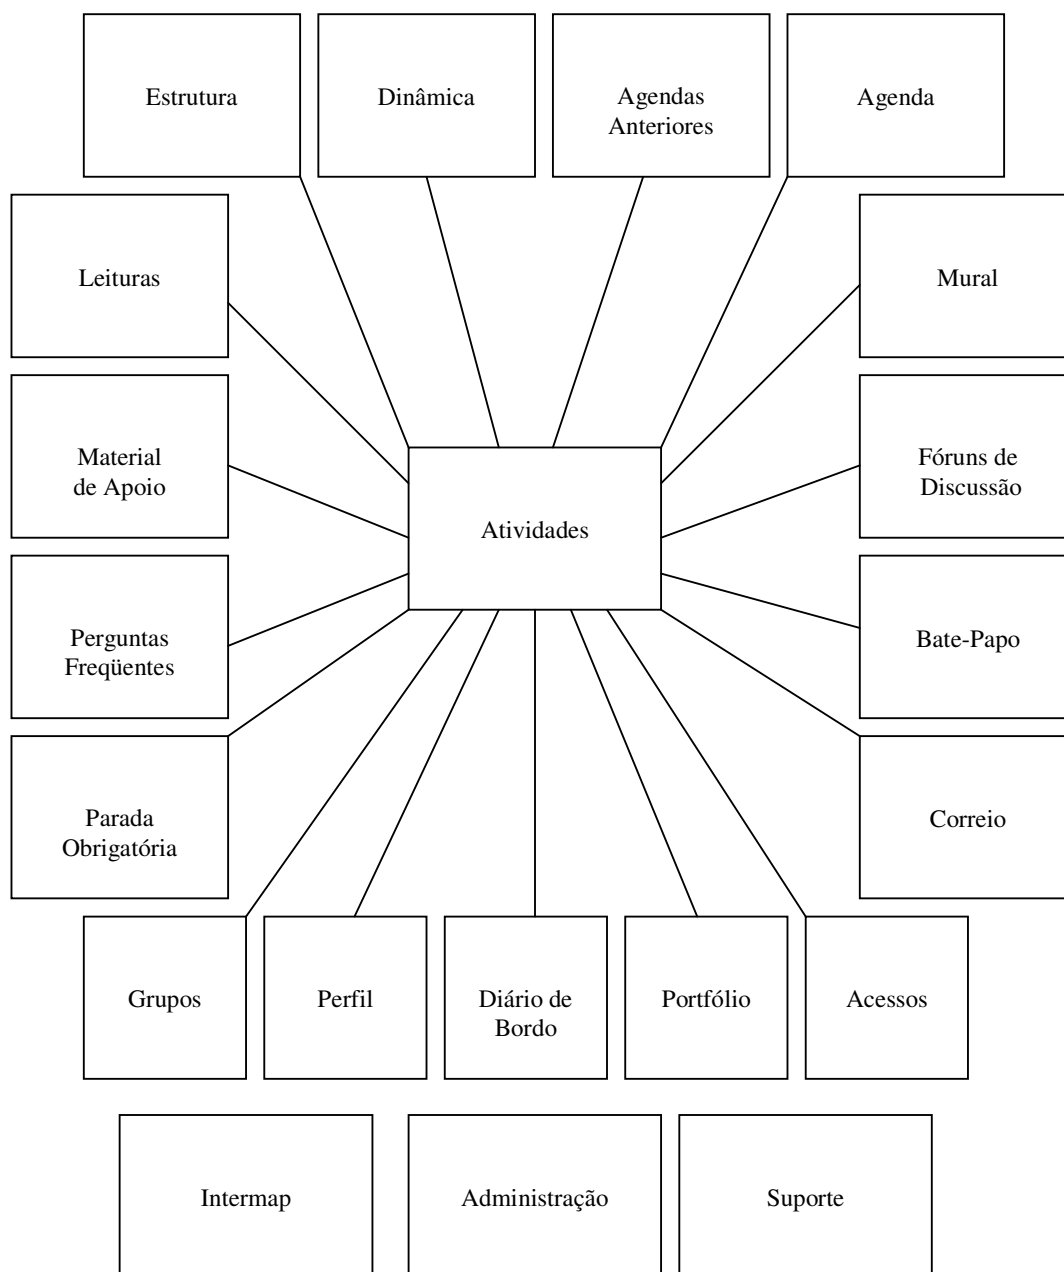 Estrutura
Dinâmica
Agendas
Anteriores
Agenda
Leituras
Mural
Material
de Apoio
Fóruns de
Discussão
Atividades
Perguntas
Freqüentes
Bate-Papo
Parada
Obrigatória
Correio
Grupos
Perfil
Diário de
Bordo
Portfólio
Acessos
Intermap
Administração
Suporte